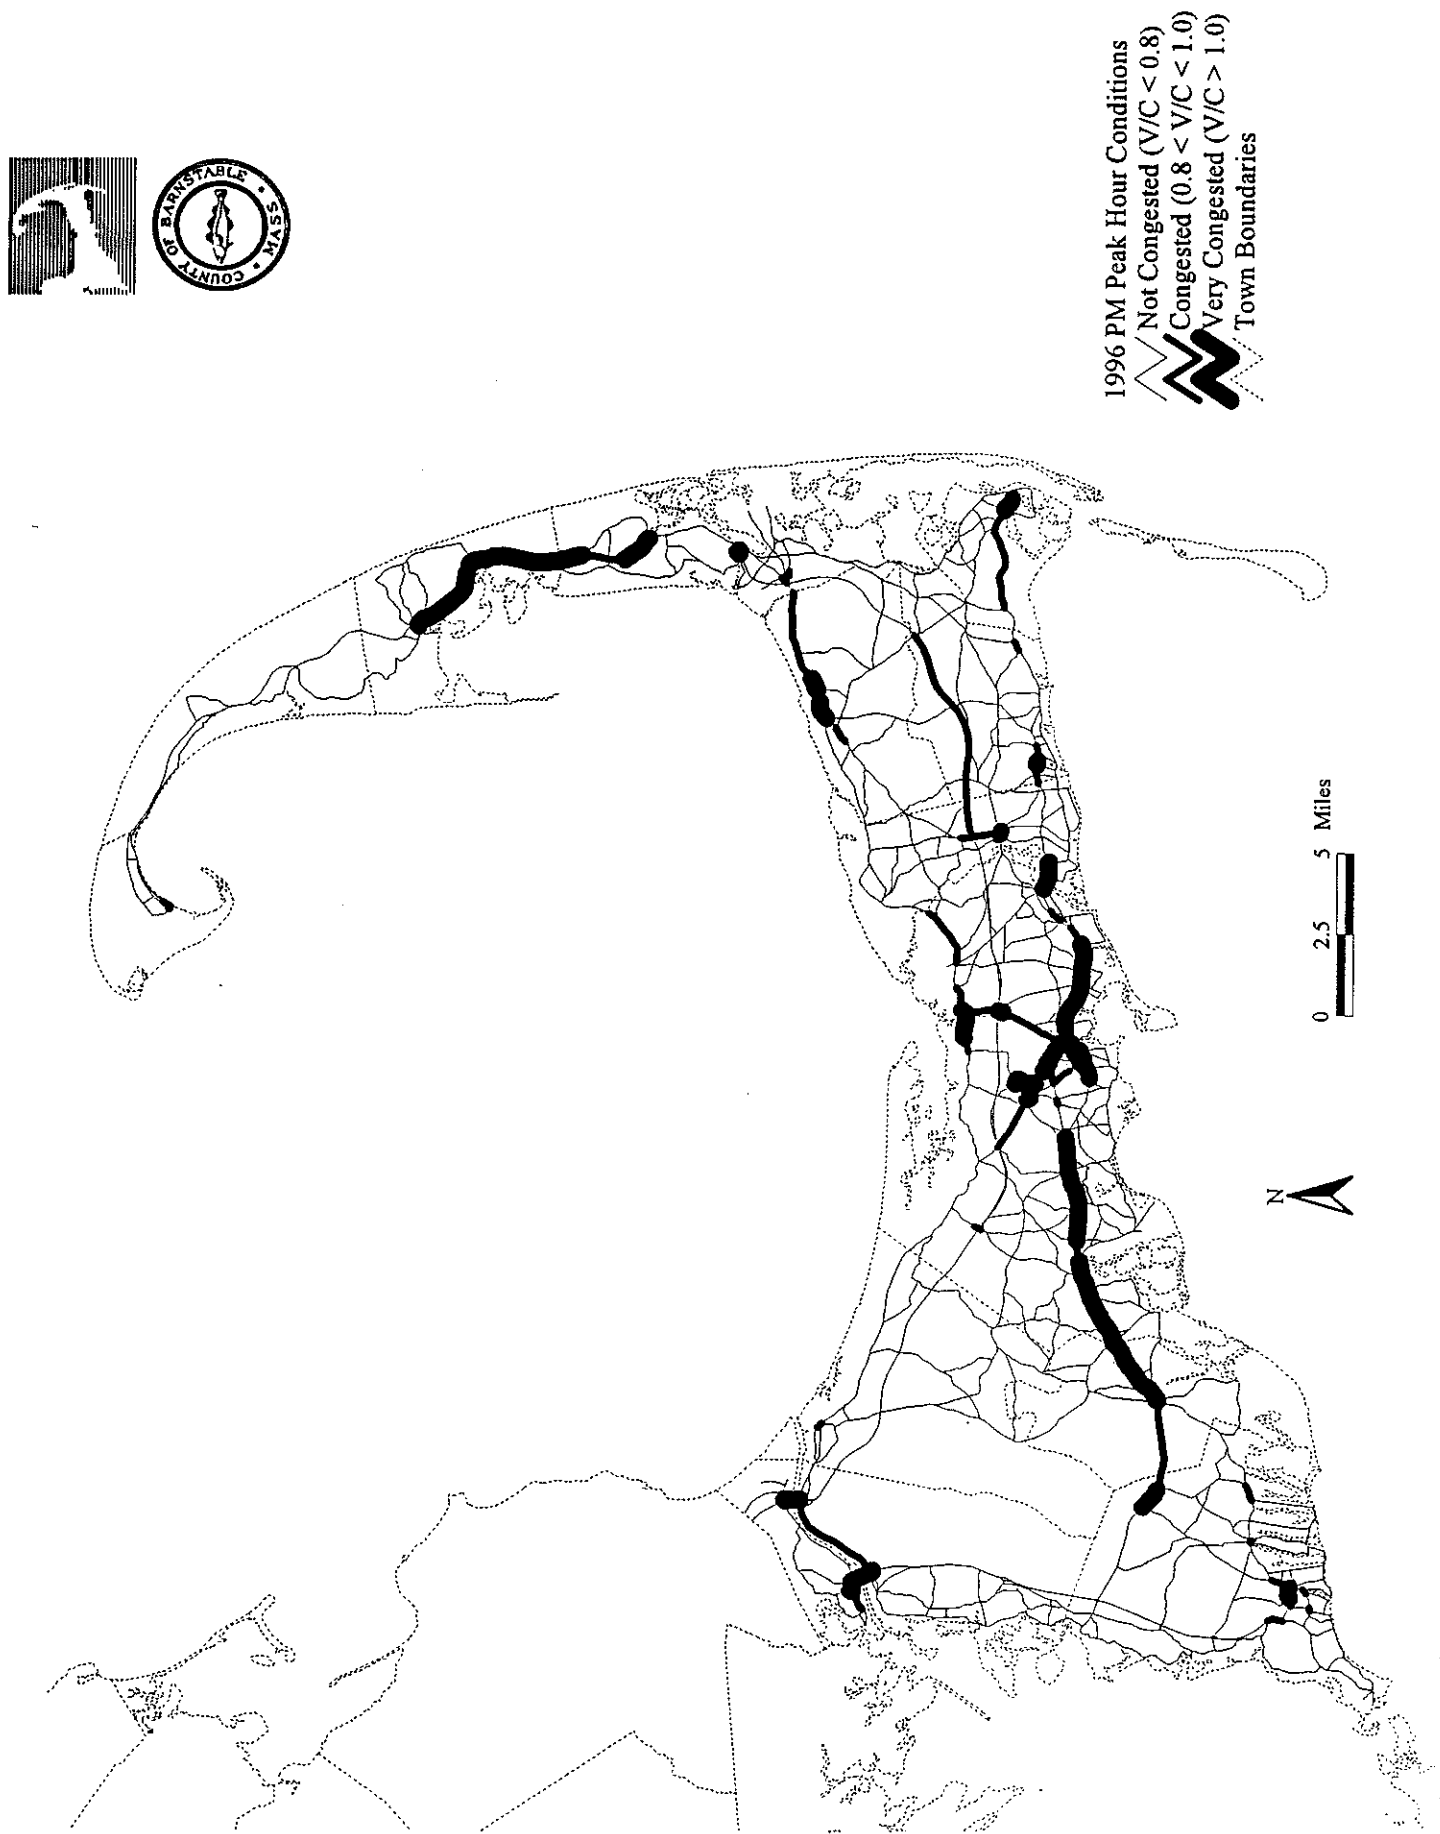 COUNTY OF BARNSTABLE • MASS •
1996 PM Peak Hour Conditions
Not Congested (V/C < 0.8)
Congested (0.8 < V/C < 1.0)
Very Congested (V/C > 1.0)
Town Boundaries
N
0 2.5 5 Miles